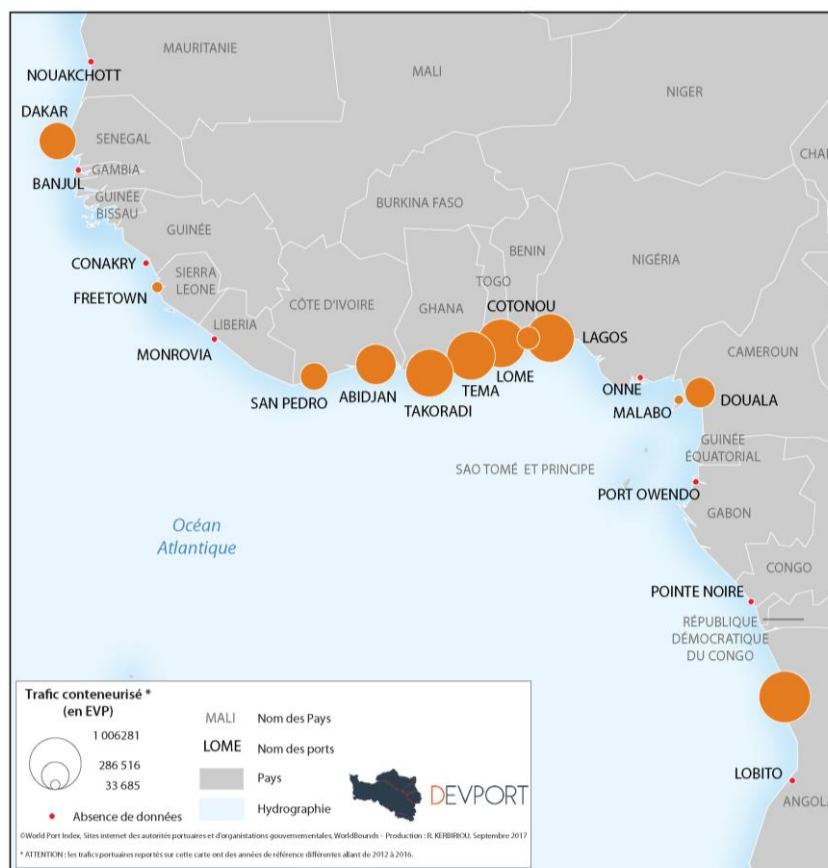 MAURITANIE
NOUAKCHOTT
MALI
NIGER
DAKAR
SENEGAL
GAMBIA
BANJUL
GUINÉE
BISSAU
BURKINA FASO
GUINÉE
BENIN
NIGÉRIA
CONAKRY
SIERRA
LEONE
FREETOWN
TOGO
CÔTE D'IVOIRE
GHANA
COTONOU
LIBERIA
LAGOS
MONROVIA
CAMEROUN
LOME
TEMA
ONNE
ABIDJAN
SAN PEDRO
TAKORADI
MALABO
DOUALA
GUINÉE
ÉQUATORIAL
SAO TOMÉ ET PRINCIPE
PORT OWENDO
GABON
Océan
Atlantique
CONGO
POINTE NOIRE
RÉPUBLIQUE
DÉMOCRATIQUE
DU CONGO
LOBITO
ANGOLA
Trafic conteneurisé *
(en EVP)
1 006281
286 516
33 685
Absence de données
MALI Nom des Pays
LOME Nom des ports
Pays
Hydrographie
DEVPORT
©World Port Index, Sites internet des autorités portuaires et d'organistations gouvernementales, WorldBounds - Production : R. KERBIRIOU, Septembre 2017
* ATTENTION : les trafics portuaires reportés sur cette carte ont des années de référence différentes allant de 2012 à 2016.